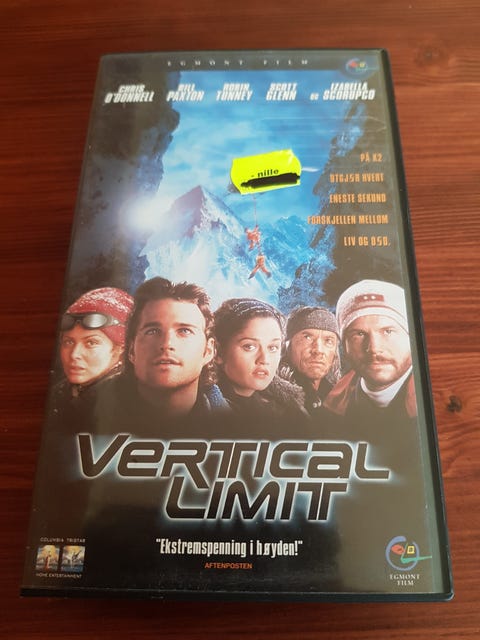 EGMONT FILM
CHRIS O'DONNELL
BILL PAXTON
ROBIN TUNNEY
SCOTT GLENN
OG
IZABELLA SCORUPCO
- nille
PÅ K2
UTGJØR HVERT
ENESTE SEKUND
FORSKJELLEN MELLOM
LIV OG DØD.
VERTICAL
LIMIT
"Ekstremspenning i høyden!"
AFTENPOSTEN
COLUMBIA TRISTAR
HOME ENTERTAINMENT
EGMONT
FILM